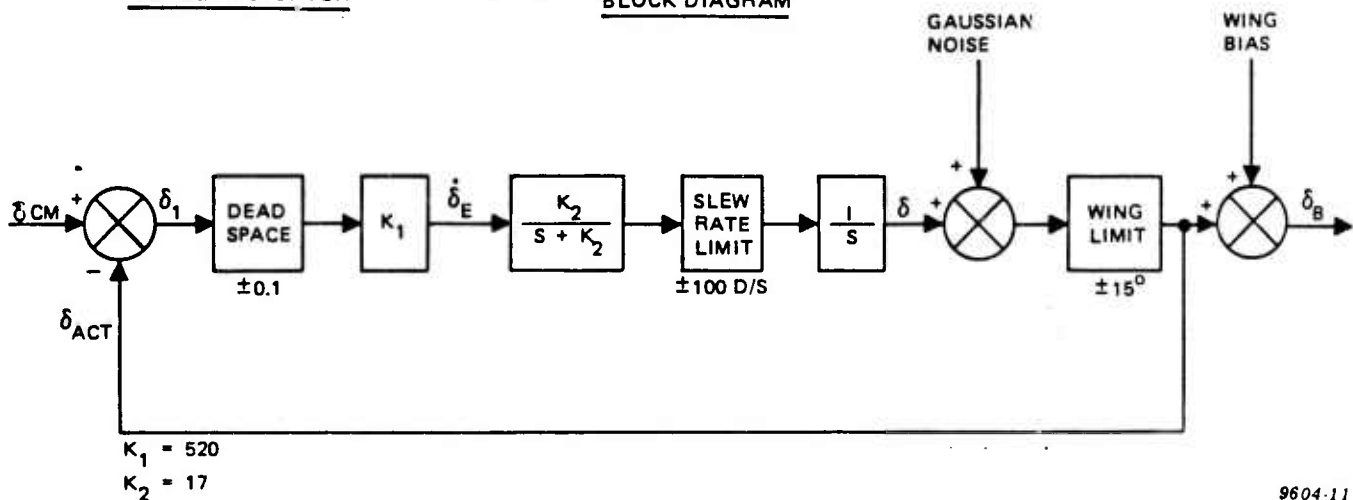 BLOCK DIAGRAM
GAUSSIAN
NOISE
WING
BIAS
δCM
+
−
δ1
DEAD
SPACE
±0.1
K1
δ̇E
K2
S + K2
SLEW
RATE
LIMIT
±100 D/S
1
S
δ
+
+
WING
LIMIT
±15°
+
+
δB
δACT
K1 = 520
K2 = 17
9604-11